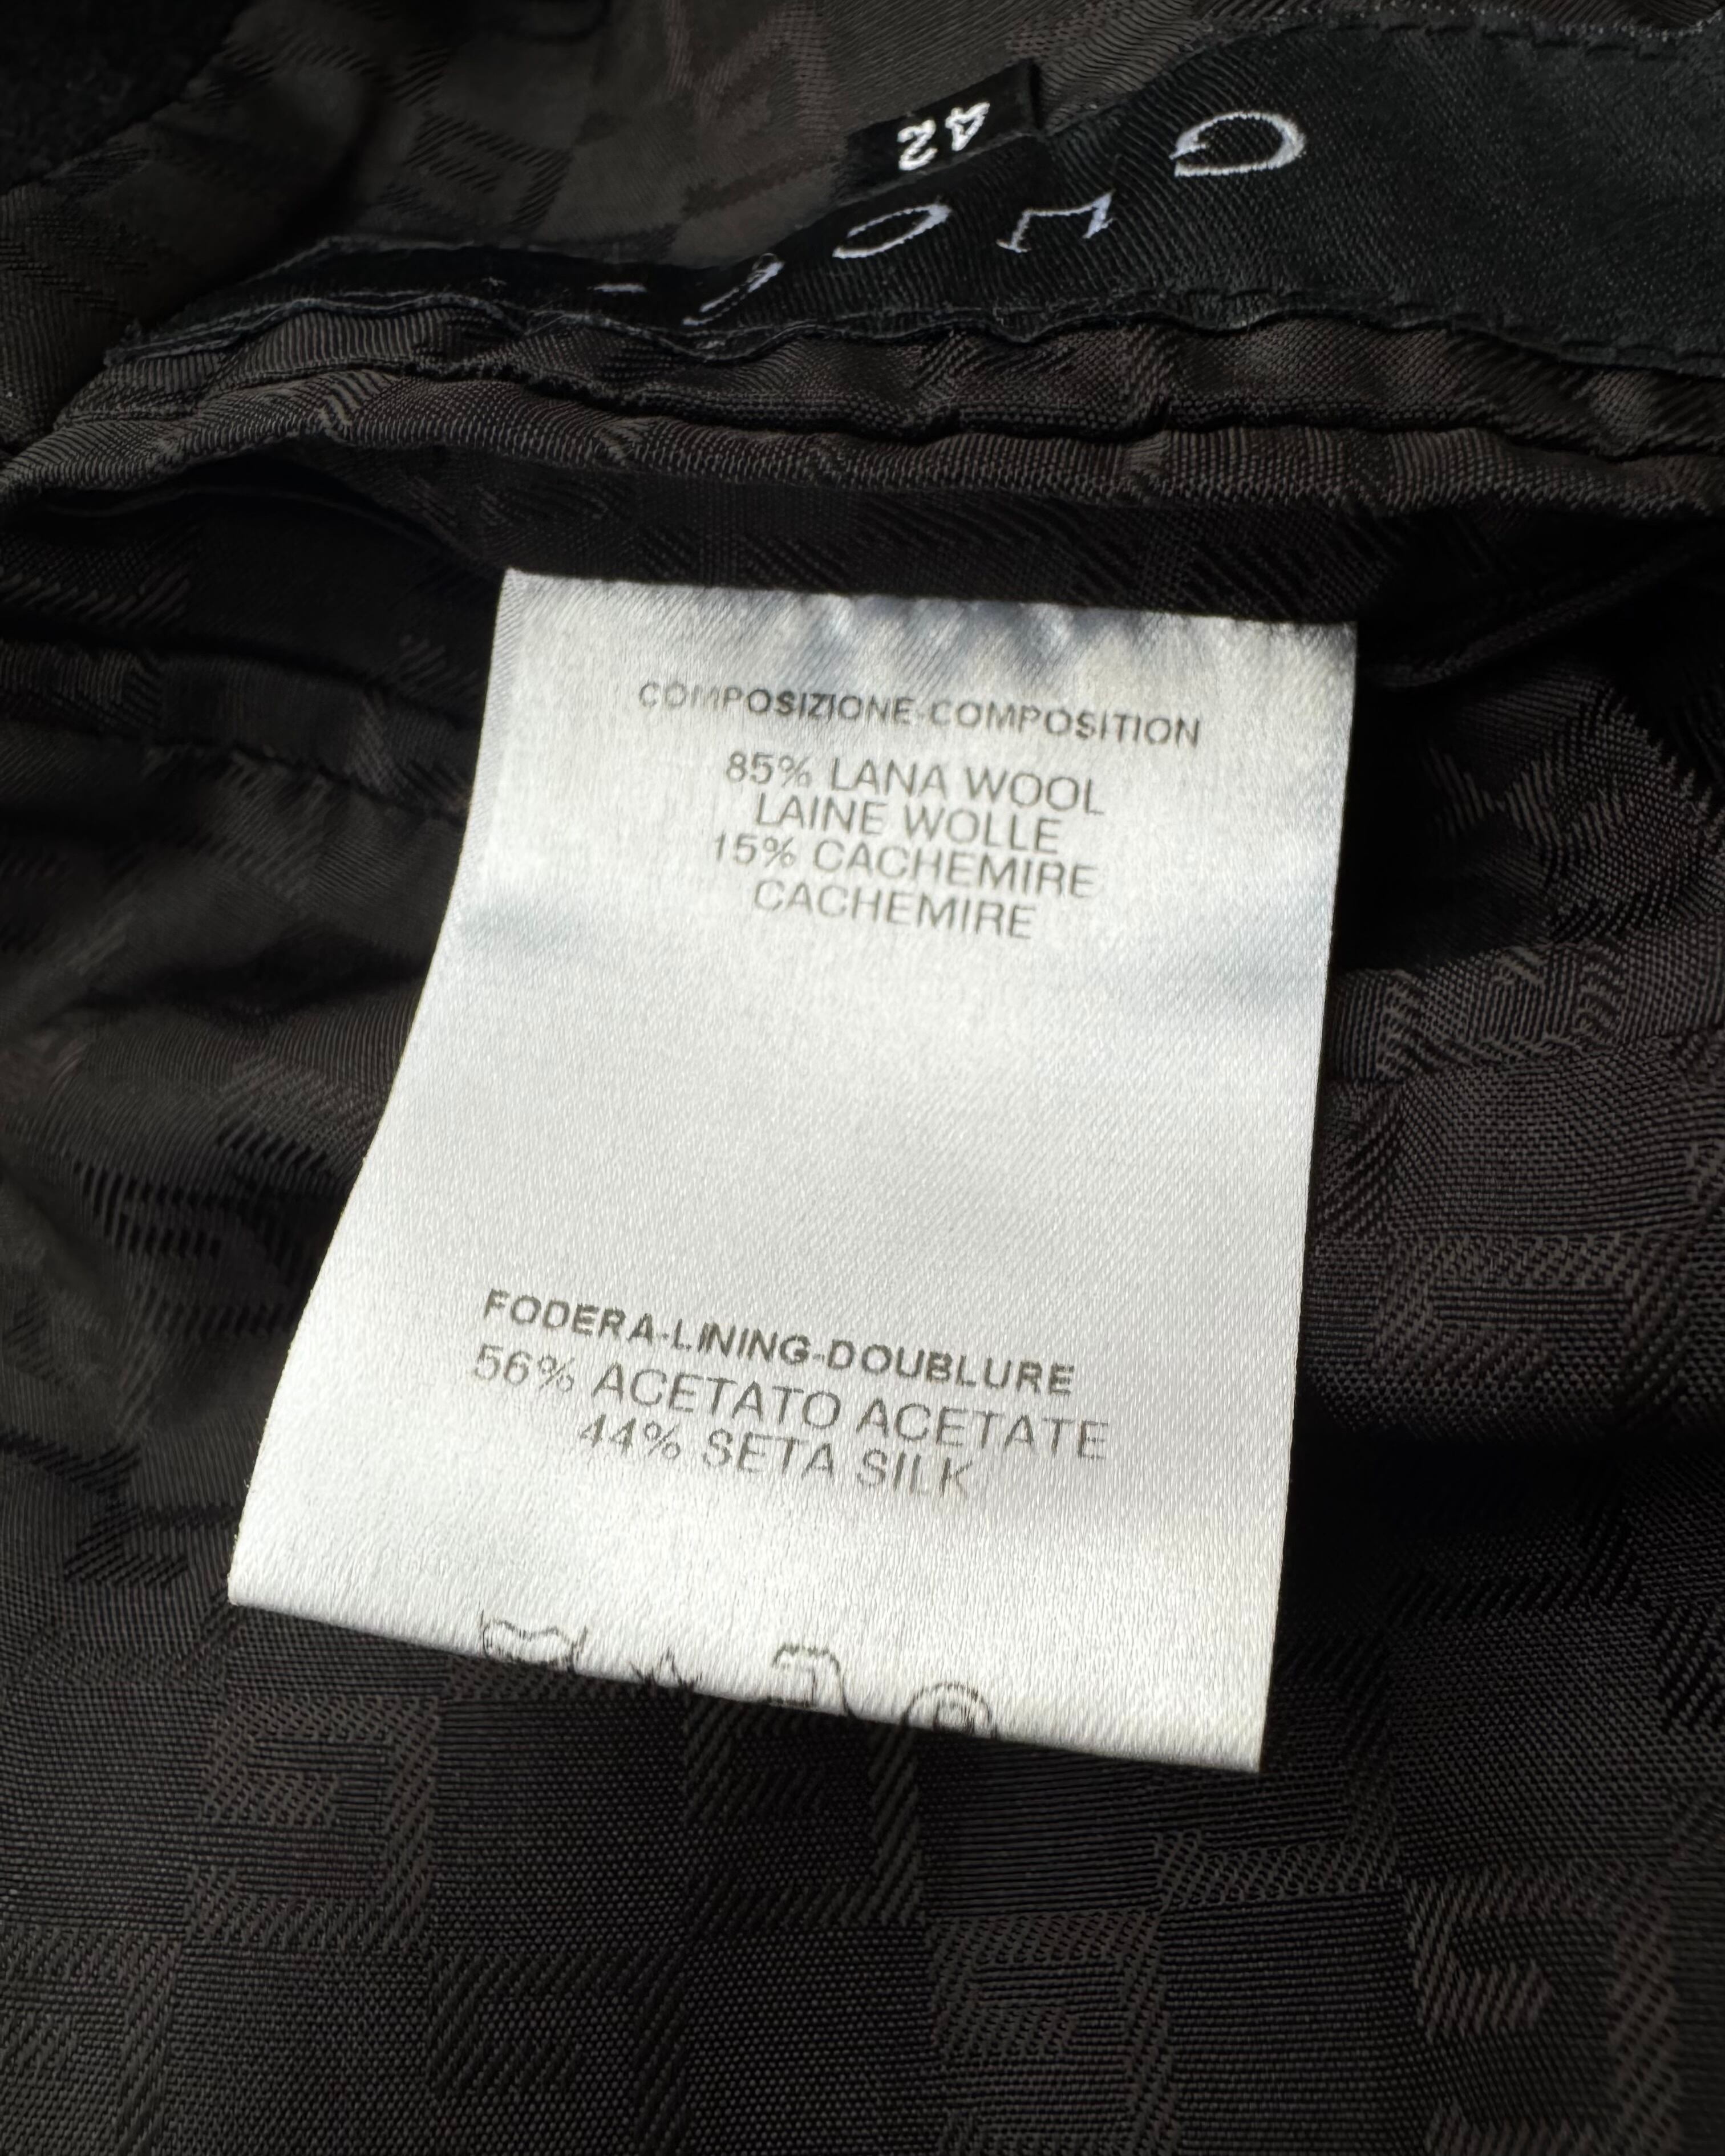 42
COMPOSIZIONE-COMPOSITION
85% LANA WOOL
LAINE WOLLE
15% CACHEMIRE
CACHEMIRE
FODERA-LINING-DOUBLURE
56% ACETATO ACETATE
44% SETA SILK